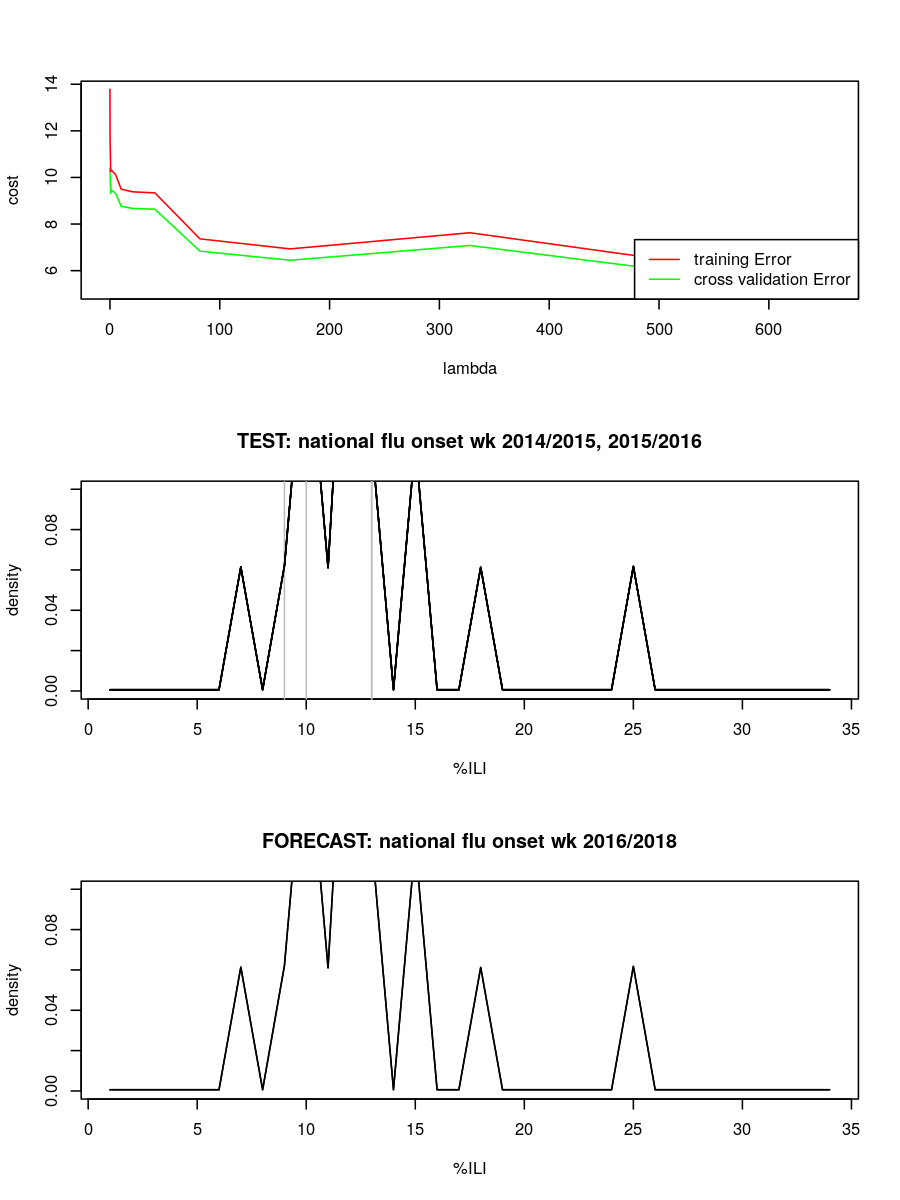 14
12
10
8
6
cost
training Error
cross validation Error
0 100 200 300 400 500 600
lambda
TEST: national flu onset wk 2014/2015, 2015/2016
0.08
0.04
0.00
density
0 5 10 15 20 25 30 35
%ILI
FORECAST: national flu onset wk 2016/2018
0.08
0.04
0.00
density
0 5 10 15 20 25 30 35
%ILI